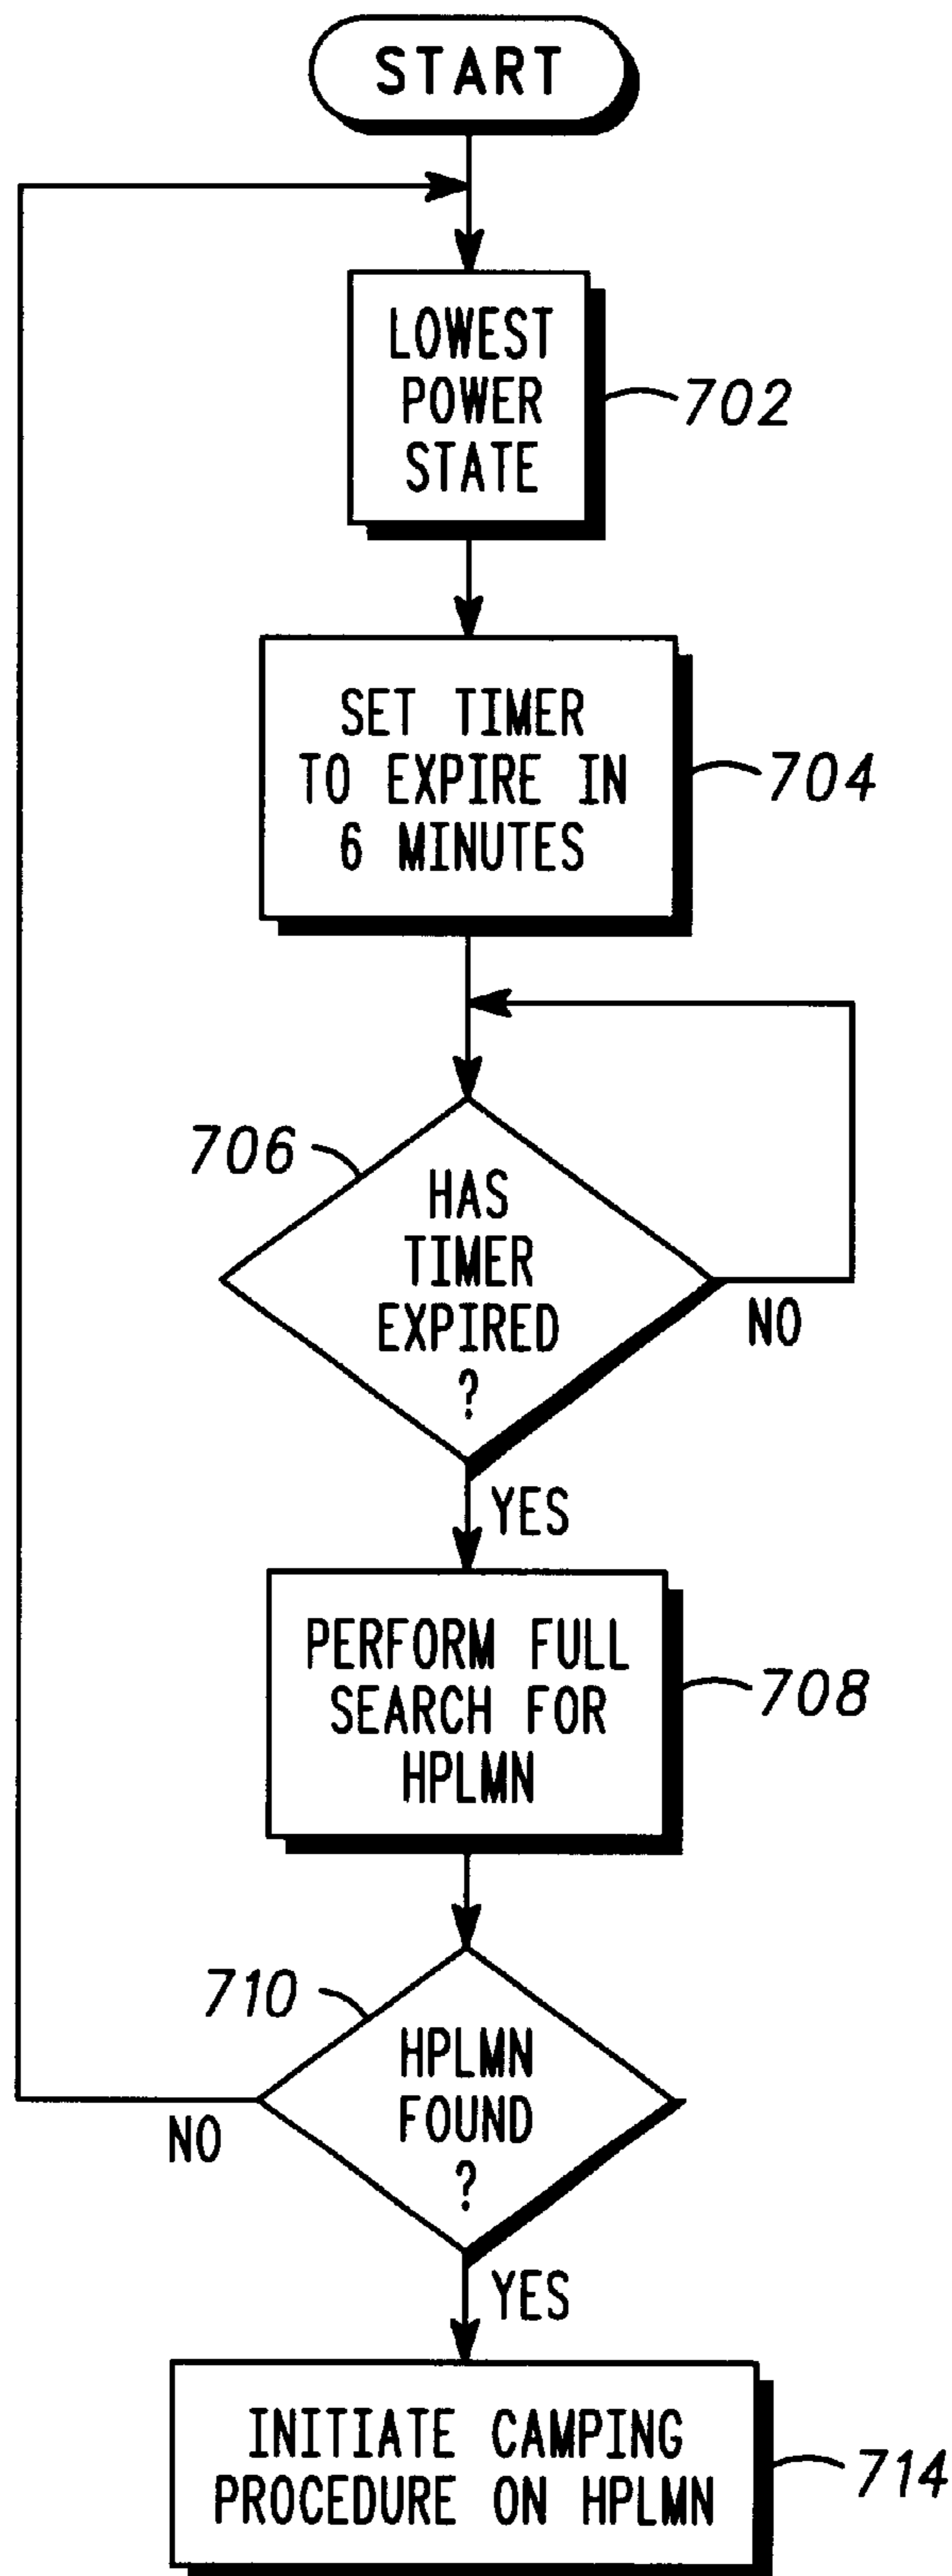 START
LOWEST
POWER
STATE
702
SET TIMER
TO EXPIRE IN
6 MINUTES
704
706
HAS
TIMER
EXPIRED
?
NO
YES
PERFORM FULL
SEARCH FOR
HPLMN
708
710
HPLMN
FOUND
?
NO
YES
INITIATE CAMPING
PROCEDURE ON HPLMN
714